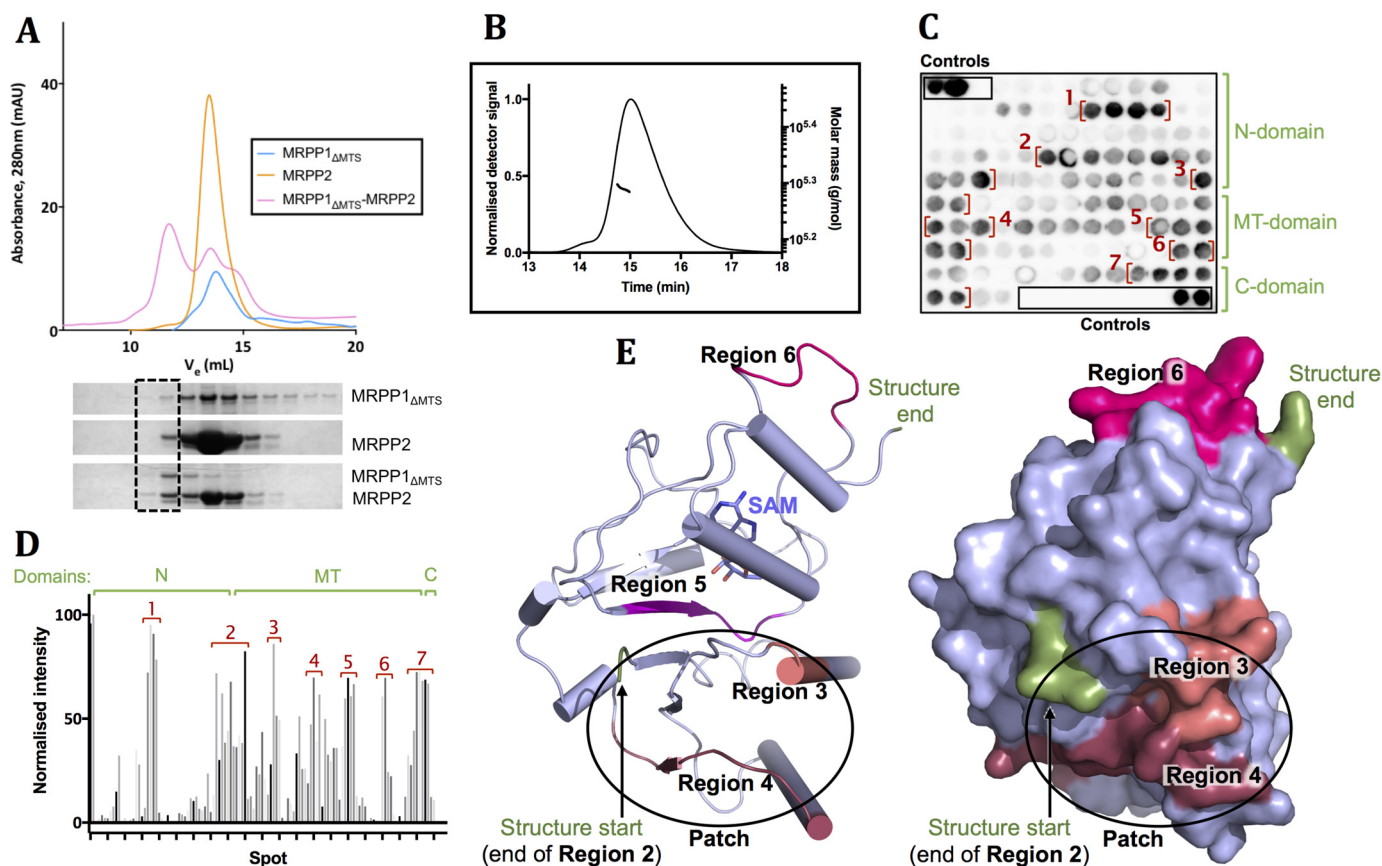 A
Absorbance, 280nm (mAU)
40
20
0
10
15
20
Ve (mL)
MRPP1ΔMTS
MRPP2
MRPP1ΔMTS-MRPP2
MRPP1ΔMTS
MRPP2
MRPP1ΔMTS
MRPP2
B
Normalised detector signal
1.0
0.5
0.0
13
14
15
16
17
18
Time (min)
10^5.4
10^5.3
10^5.2
Molar mass (g/mol)
C
Controls
1
2
3
4
5
6
7
N-domain
MT-domain
C-domain
Controls
D
Domains:
N
MT
C
Normalised intensity
100
50
0
1
2
3
4
5
6
7
Spot
E
Region 6
Structure
end
SAM
Region 5
Region 3
Region 4
Structure start
(end of Region 2)
Patch
Region 6
Structure
end
Region 3
Region 4
Structure start
(end of Region 2)
Patch